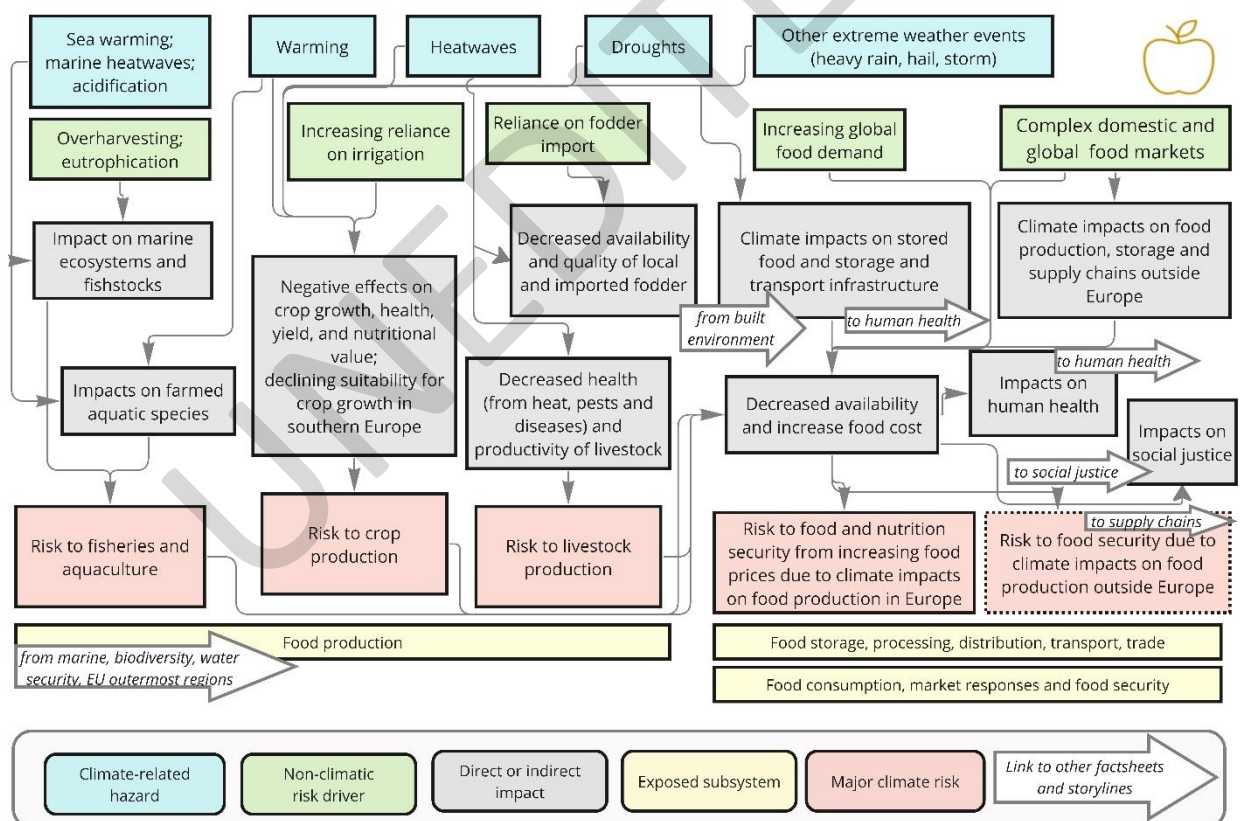 Sea warming;
marine heatwaves;
acidification
Warming
Heatwaves
Droughts
Other extreme weather events
(heavy rain, hail, storm)
Overharvesting;
eutrophication
Increasing reliance
on irrigation
Reliance on fodder
import
Increasing global
food demand
Complex domestic and
global food markets
Impact on marine
ecosystems and
fishstocks
Negative effects on
crop growth, health,
yield, and nutritional
value;
declining suitability for
crop growth in
southern Europe
Decreased availability
and quality of local
and imported fodder
Climate impacts on stored
food and storage and
transport infrastructure
Climate impacts on food
production, storage and
supply chains outside
Europe
from built
environment
to human health
to human health
Impacts on farmed
aquatic species
Decreased health
(from heat, pests and
diseases) and
productivity of livestock
Decreased availability
and increase food cost
Impacts on
human health
Impacts on
social justice
to social justice
to supply chains
Risk to fisheries and
aquaculture
Risk to crop
production
Risk to livestock
production
Risk to food and nutrition
security from increasing food
prices due to climate impacts
on food production in Europe
Risk to food security due to
climate impacts on food
production outside Europe
Food production
from marine, biodiversity, water
security, EU outermost regions
Food storage, processing, distribution, transport, trade
Food consumption, market responses and food security
Climate-related
hazard
Non-climatic
risk driver
Direct or indirect
impact
Exposed subsystem
Major climate risk
Link to other factsheets
and storylines
UNEDITE